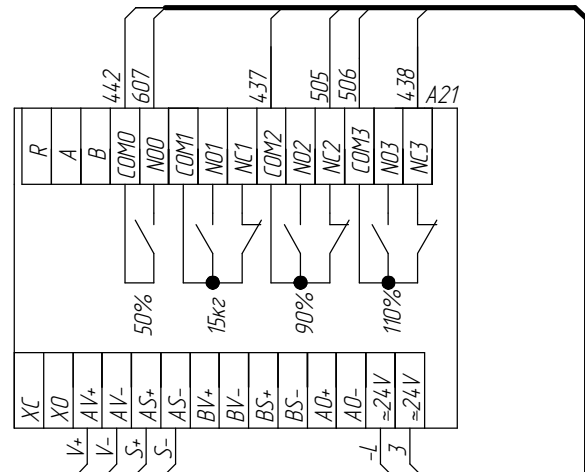 442
607
437
505
506
438
A21
R
A
B
COM0
NO0
COM1
NO1
NC1
COM2
NO2
NC2
COM3
NO3
NC3
50%
15кг
90%
110%
XC
X0
AV+
AV-
AS+
AS-
BV+
BV-
BS+
BS-
AO+
AO-
≃24V
≃24V
V+
V-
S+
S-
-L
3